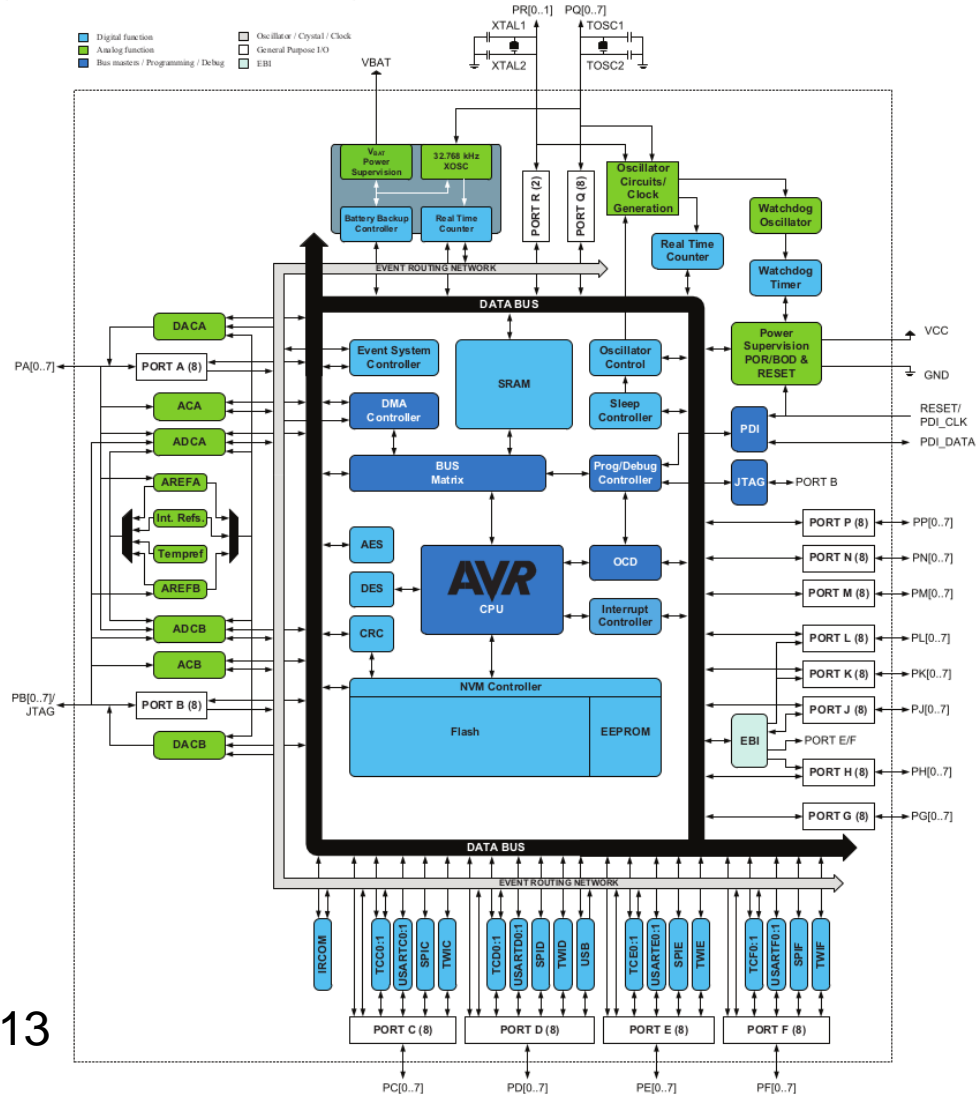 PR[0..1]
PQ[0..7]
XTAL1
TOSC1
XTAL2
TOSC2
Digital function
Analog function
Bus masters / Programming / Debug
Oscillator / Crystal / Clock
General Purpose I/O
EBI
VBAT
VBAT
Power
Supervision
32.768 kHz
XOSC
Battery Backup
Controller
Real Time
Counter
PORT R (2)
PORT Q (8)
Oscillator
Circuits/
Clock
Generation
Real Time
Counter
Watchdog
Oscillator
Watchdog
Timer
EVENT ROUTING NETWORK
DATA BUS
Power
Supervision
POR/BOD &
RESET
VCC
GND
RESET/
PDI_CLK
PDI_DATA
PDI
JTAG
PORT B
DACA
PA[0..7]
PORT A (8)
ACA
ADCA
AREFA
Int. Refs.
Tempref
AREFB
ADCB
ACB
PB[0..7]/
JTAG
PORT B (8)
DACB
Event System
Controller
DMA
Controller
SRAM
Oscillator
Control
Sleep
Controller
BUS
Matrix
Prog/Debug
Controller
AES
DES
CRC
AVR
CPU
OCD
Interrupt
Controller
NVM Controller
Flash
EEPROM
PORT P (8)
PP[0..7]
PORT N (8)
PN[0..7]
PORT M (8)
PM[0..7]
PORT L (8)
PL[0..7]
PORT K (8)
PK[0..7]
PORT J (8)
PJ[0..7]
EBI
PORT E/F
PORT H (8)
PH[0..7]
PORT G (8)
PG[0..7]
DATA BUS
EVENT ROUTING NETWORK
IRCOM
TCC0:1
USARTC0:1
SPIC
TWIC
TCD0:1
USARTD0:1
SPID
TWID
USB
TCE0:1
USARTE0:1
SPIE
TWIE
TCF0:1
USARTF0:1
SPIF
TWIF
PORT C (8)
PORT D (8)
PORT E (8)
PORT F (8)
13
PC[0..7]
PD[0..7]
PE[0..7]
PF[0..7]